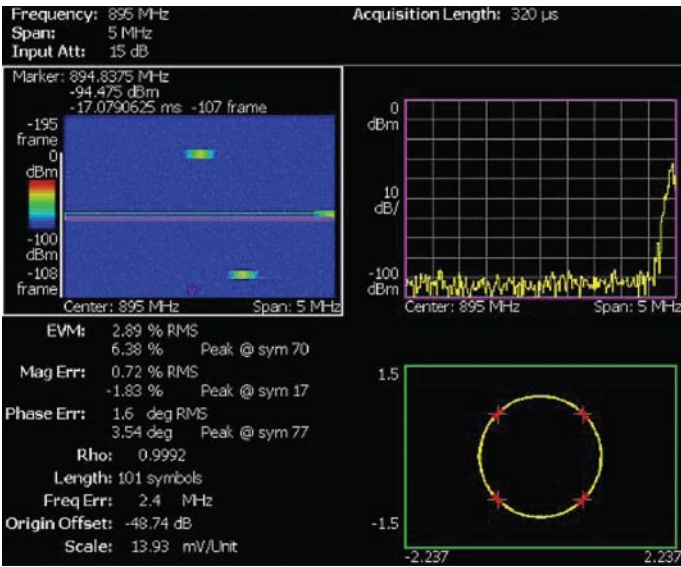 Frequency: 895 MHz
Acquisition Length: 320 µs
Span: 5 MHz
Input Att: 15 dB
Marker: 894.8375 MHz
-94.475 dBm
-17.0790625 ms -107 frame
-195
frame
0
dBm
-100
dBm
-108
frame
Center: 895 MHz Span: 5 MHz
0
dBm
10
dB/
-100
dBm
Center: 895 MHz Span: 5 MHz
EVM: 2.89 % RMS
6.38 % Peak @ sym 70
Mag Err: 0.72 % RMS
-1.83 % Peak @ sym 17
Phase Err: 1.6 deg RMS
3.54 deg Peak @ sym 77
Rho: 0.9992
Length: 101 symbols
Freq Err: 2.4 MHz
Origin Offset: -48.74 dB
Scale: 13.93 mV/Unit
1.5
-1.5
-2.237 2.237